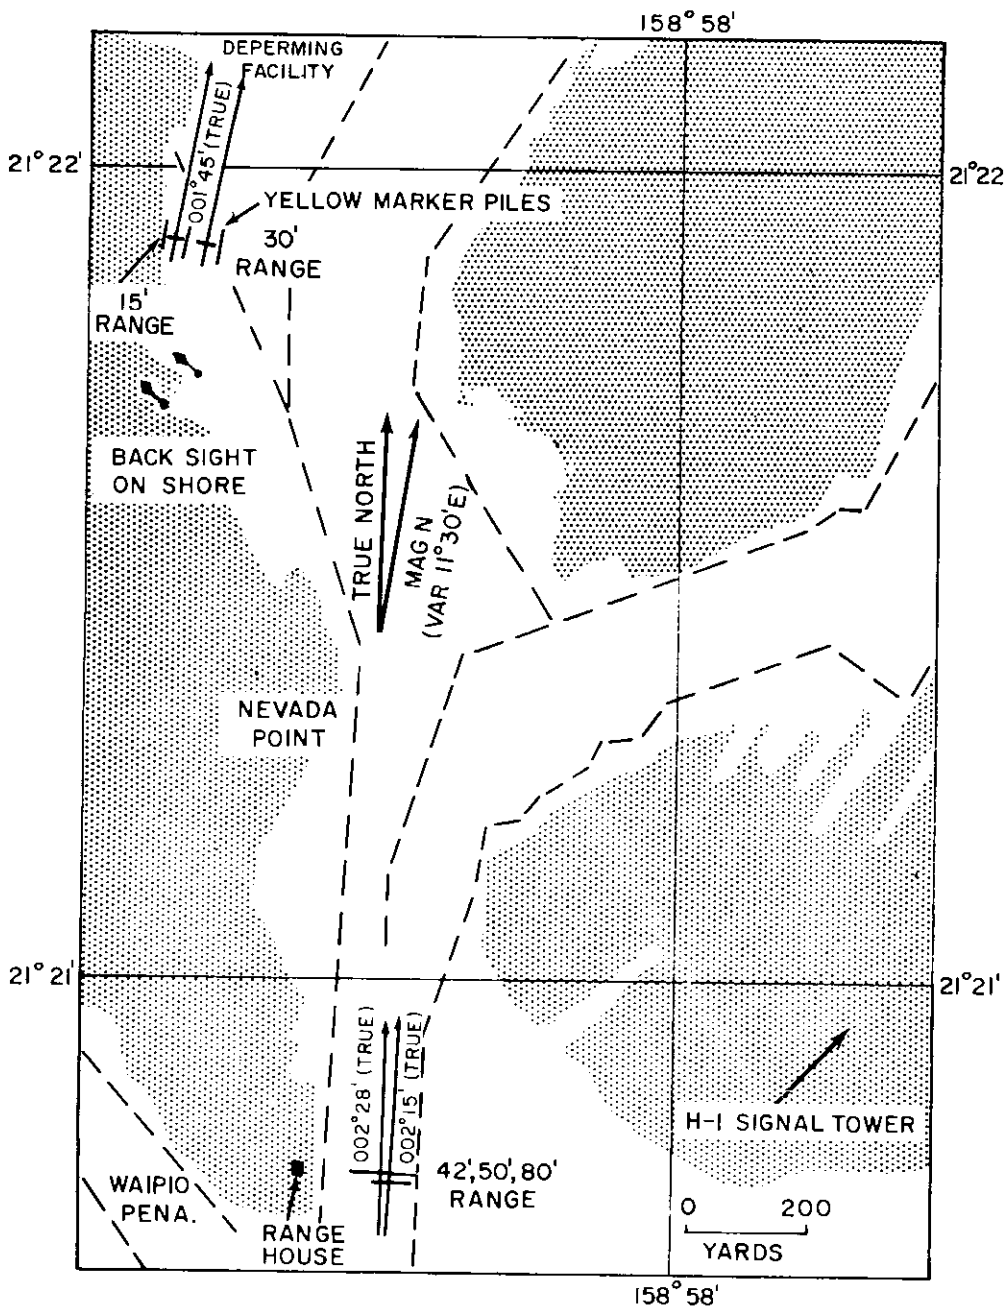 158° 58'
DEPERMING
FACILITY
001° 45' (TRUE)
21° 22'
21° 22
YELLOW MARKER PILES
30'
RANGE
15'
RANGE
BACK SIGHT
ON SHORE
TRUE NORTH
MAG N
(VAR 11° 30' E)
NEVADA
POINT
21° 21'
21° 21'
002° 28' (TRUE)
002° 15' (TRUE)
H-1 SIGNAL TOWER
42', 50', 80'
RANGE
WAIPIO
PENA.
RANGE
HOUSE
0 200
YARDS
158° 58'